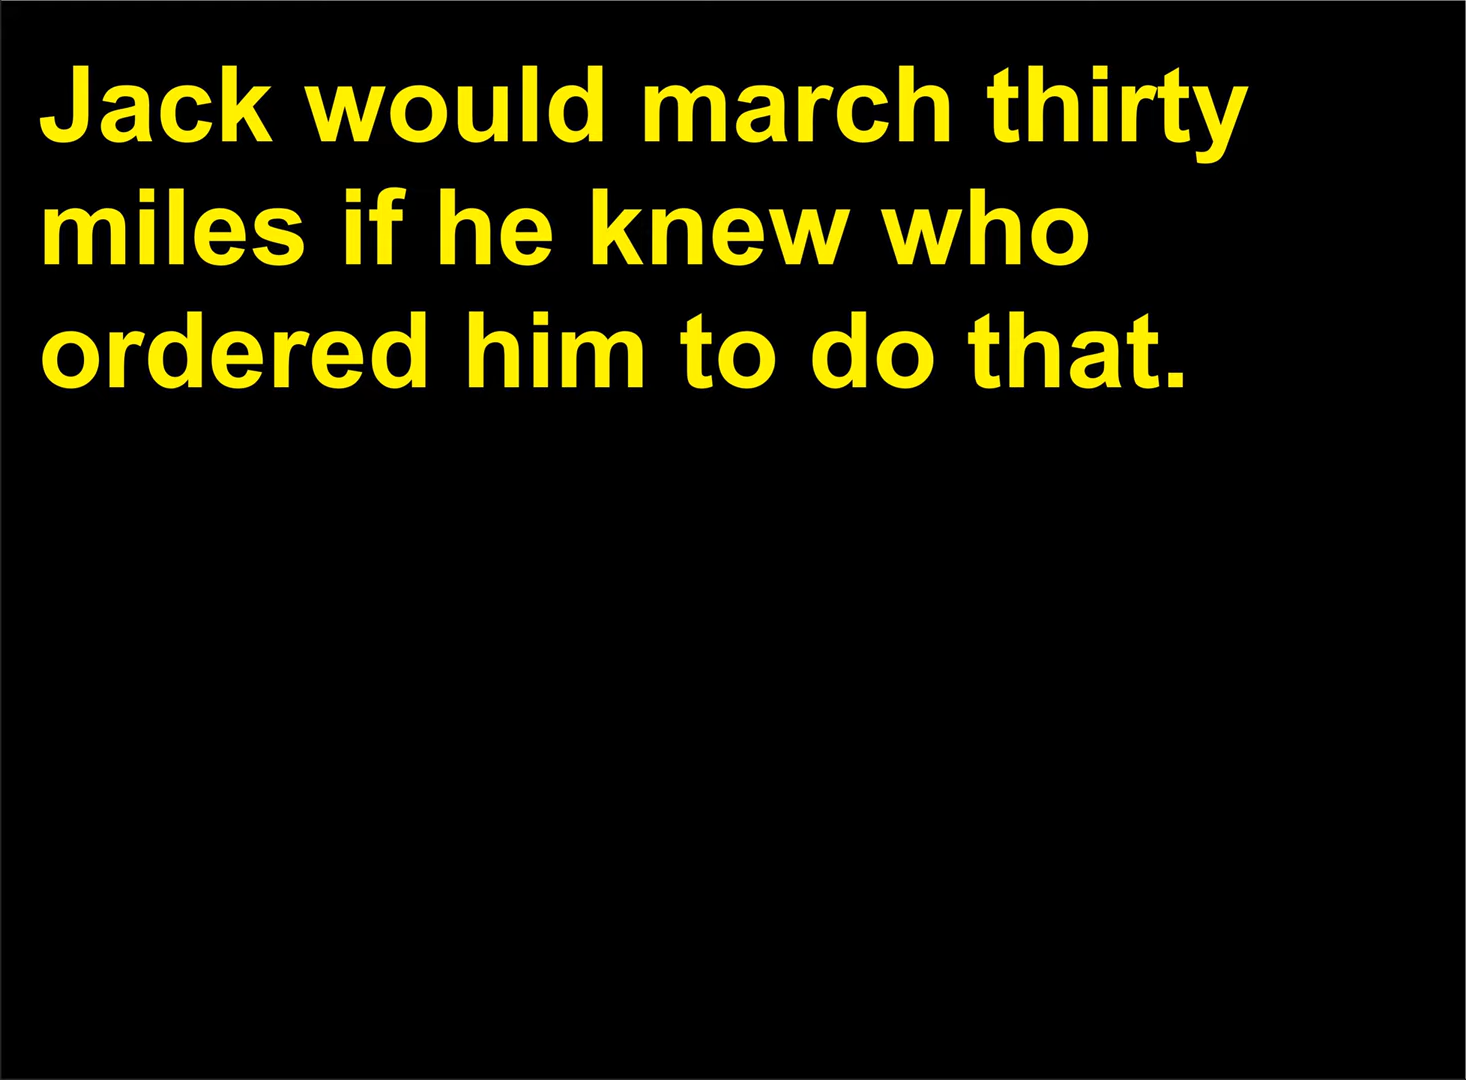 Jack would march thirty
miles if he knew who
ordered him to do that.